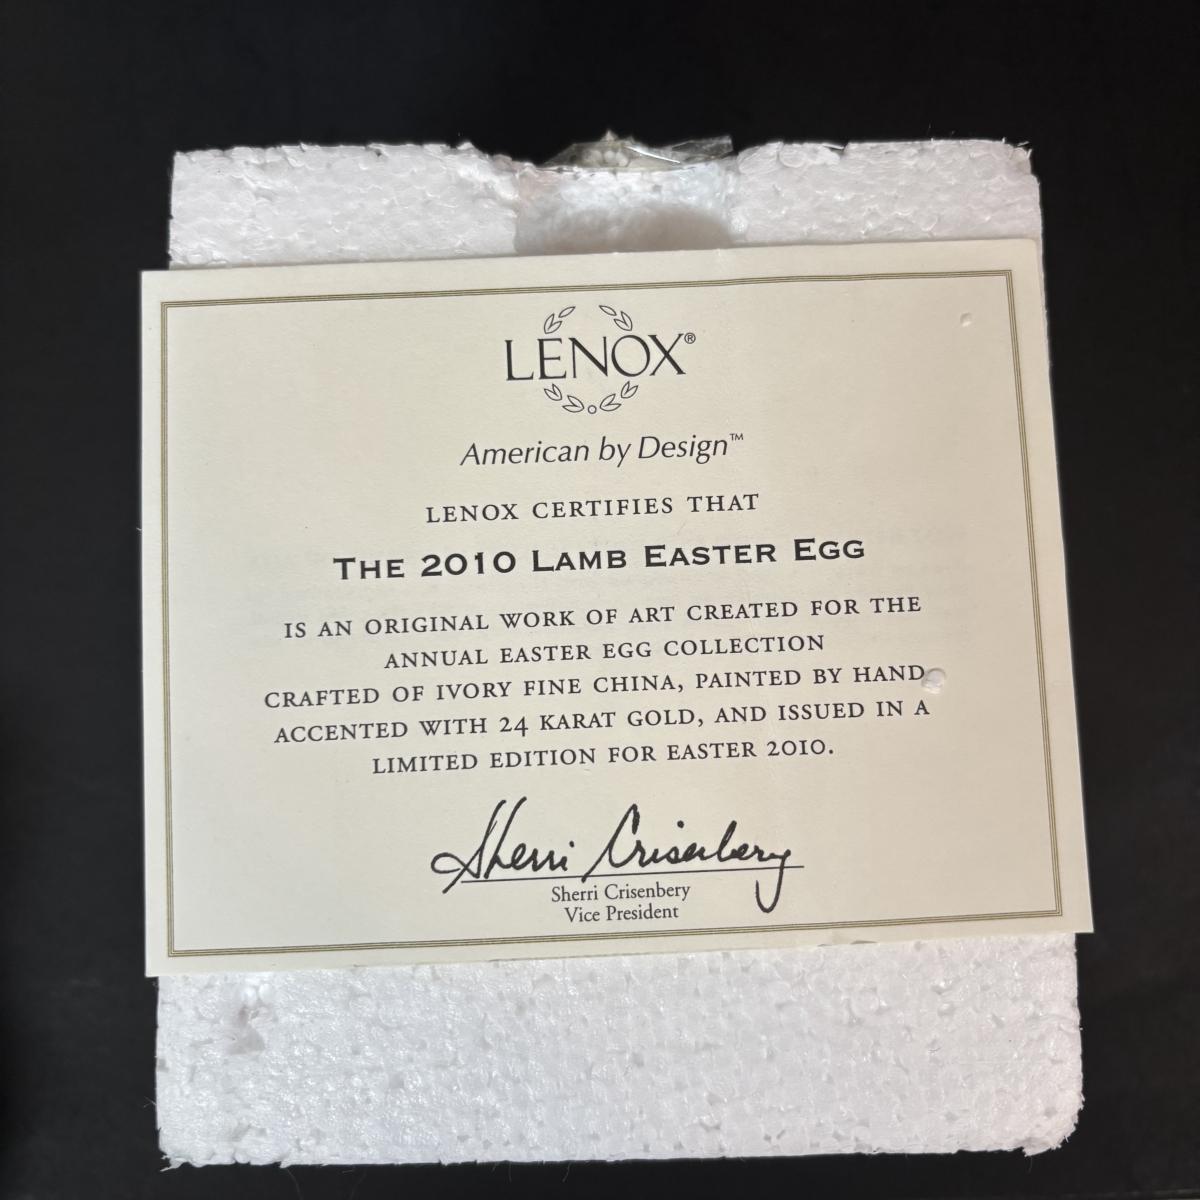 LENOX®
American by Design™
LENOX CERTIFIES THAT
THE 2010 LAMB EASTER EGG
IS AN ORIGINAL WORK OF ART CREATED FOR THE
ANNUAL EASTER EGG COLLECTION
CRAFTED OF IVORY FINE CHINA, PAINTED BY HAND
ACCENTED WITH 24 KARAT GOLD, AND ISSUED IN A
LIMITED EDITION FOR EASTER 2010.
Sherri Crisenbery
Sherri Crisenbery
Vice President